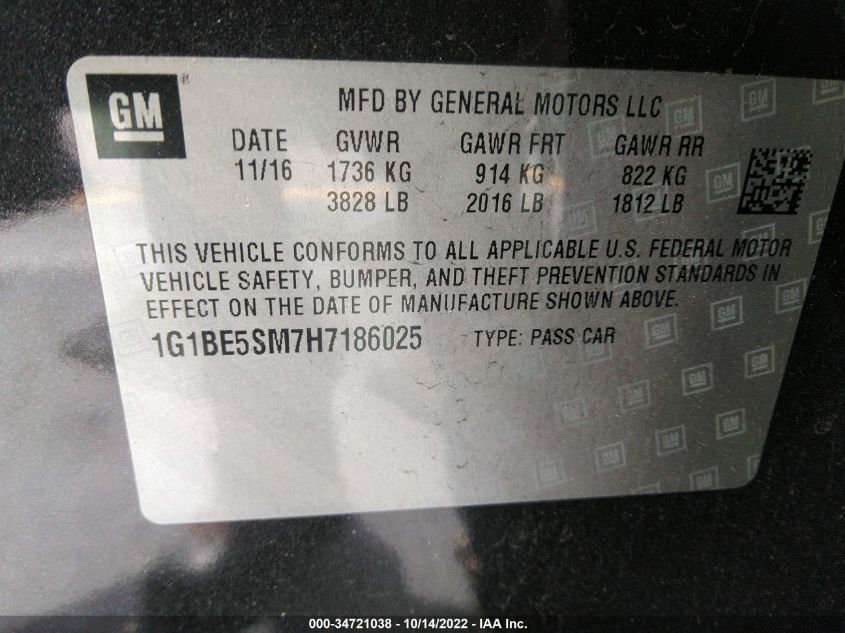 GM ®
MFD BY GENERAL MOTORS LLC
DATE GVWR GAWR FRT GAWR RR
11/16 1736 KG 914 KG 822 KG
3828 LB 2016 LB 1812 LB
THIS VEHICLE CONFORMS TO ALL APPLICABLE U.S. FEDERAL MOTOR
VEHICLE SAFETY, BUMPER, AND THEFT PREVENTION STANDARDS IN
EFFECT ON THE DATE OF MANUFACTURE SHOWN ABOVE.
1G1BE5SM7H7186025 TYPE: PASS CAR
000-34721038 - 10/14/2022 - IAA Inc.